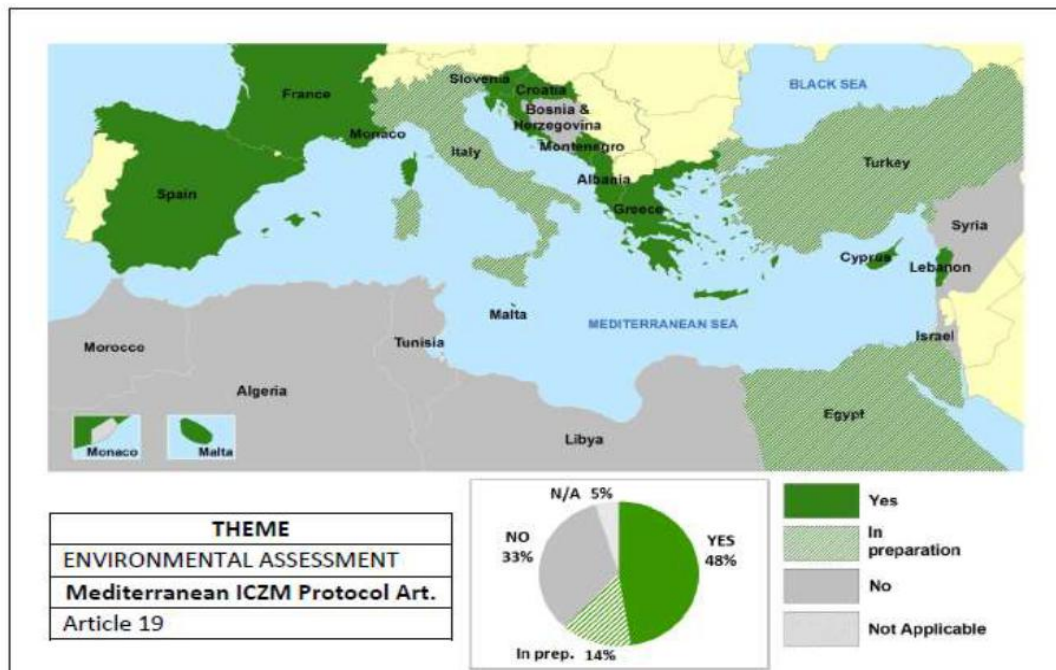 BLACK SEA
Slovenia
France
Croatia
Bosnia &
Herzegovina
Monaco
Italy
Montenegro
Turkey
Spain
Albania
Greece
Syria
Cyprus
Lebanon
Malta
MEDITERRANEAN SEA
Israel
Morocco
Tunisia
Algeria
Egypt
Libya
Monaco
Malta
THEME
ENVIRONMENTAL ASSESSMENT
Mediterranean ICZM Protocol Art.
Article 19
N/A 5%
NO
33%
YES
48%
In prep. 14%
Yes
In
preparation
No
Not Applicable